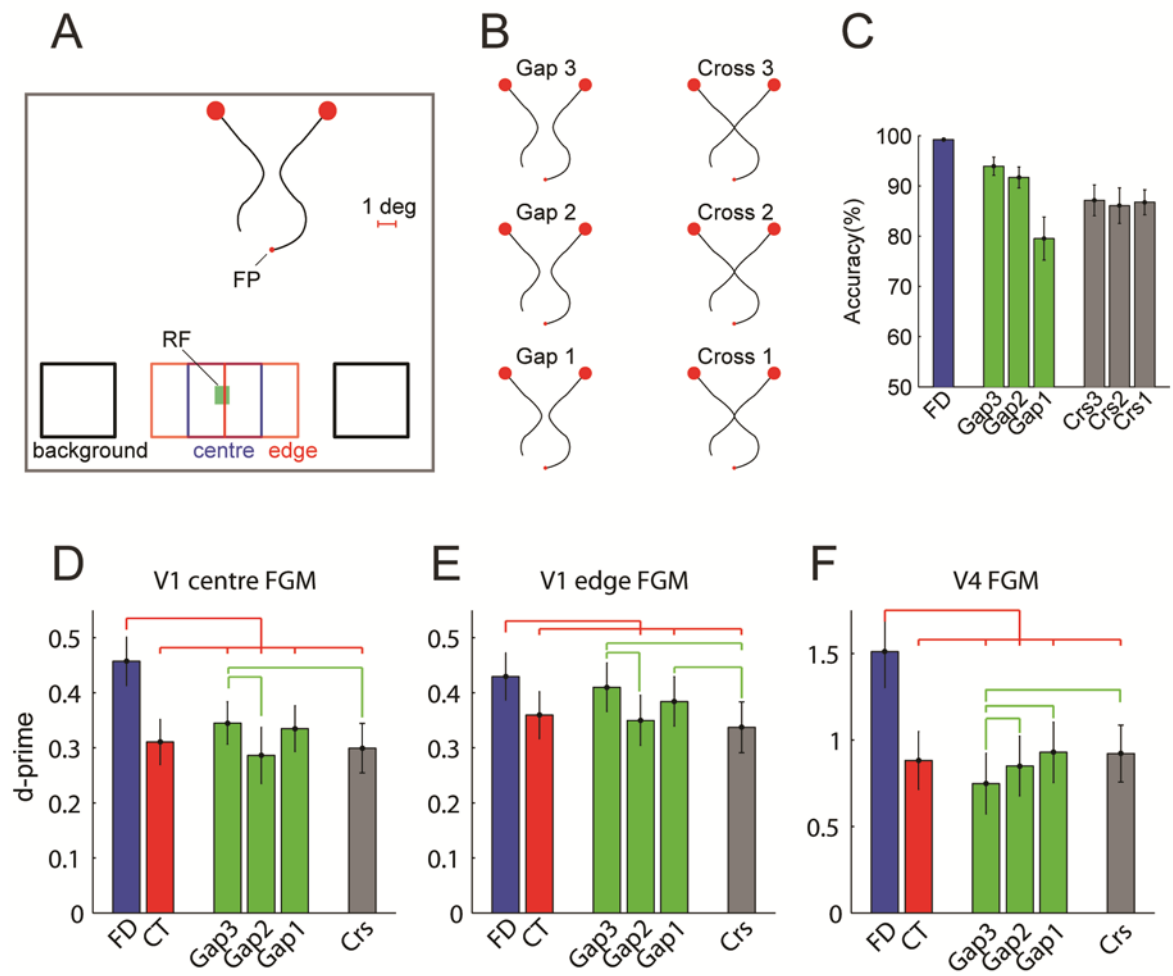 A
1 deg
FP
RF
background
centre
edge
B
Gap 3
Cross 3
Gap 2
Cross 2
Gap 1
Cross 1
C
Accuracy(%)
100
90
80
70
60
50
FD
Gap3
Gap2
Gap1
Crs3
Crs2
Crs1
D
V1 centre FGM
d-prime
0.5
0.4
0.3
0.2
0.1
0
FD
CT
Gap3
Gap2
Gap1
Crs
E
V1 edge FGM
0.5
0.4
0.3
0.2
0.1
0
FD
CT
Gap3
Gap2
Gap1
Crs
F
V4 FGM
1.5
1
0.5
0
FD
CT
Gap3
Gap2
Gap1
Crs